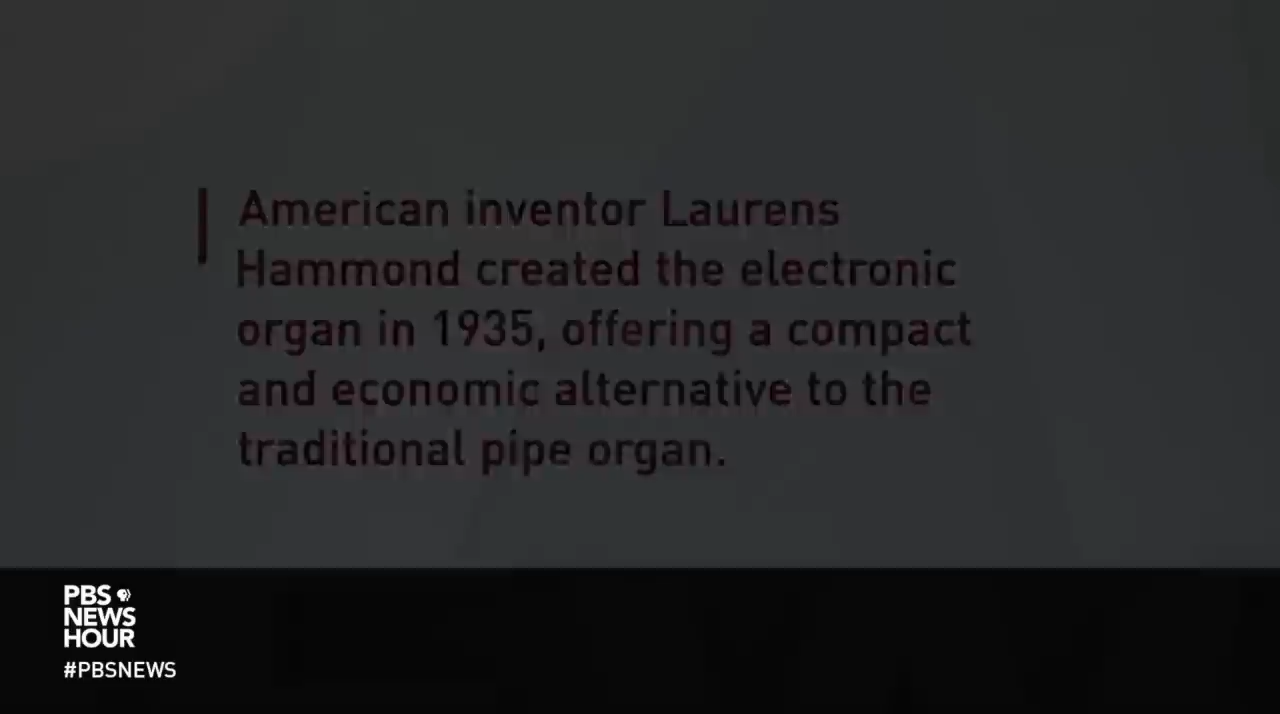 American inventor Laurens
Hammond created the electronic
organ in 1935, offering a compact
and economic alternative to the
traditional pipe organ.
PBS
NEWS
HOUR
#PBSNEWS